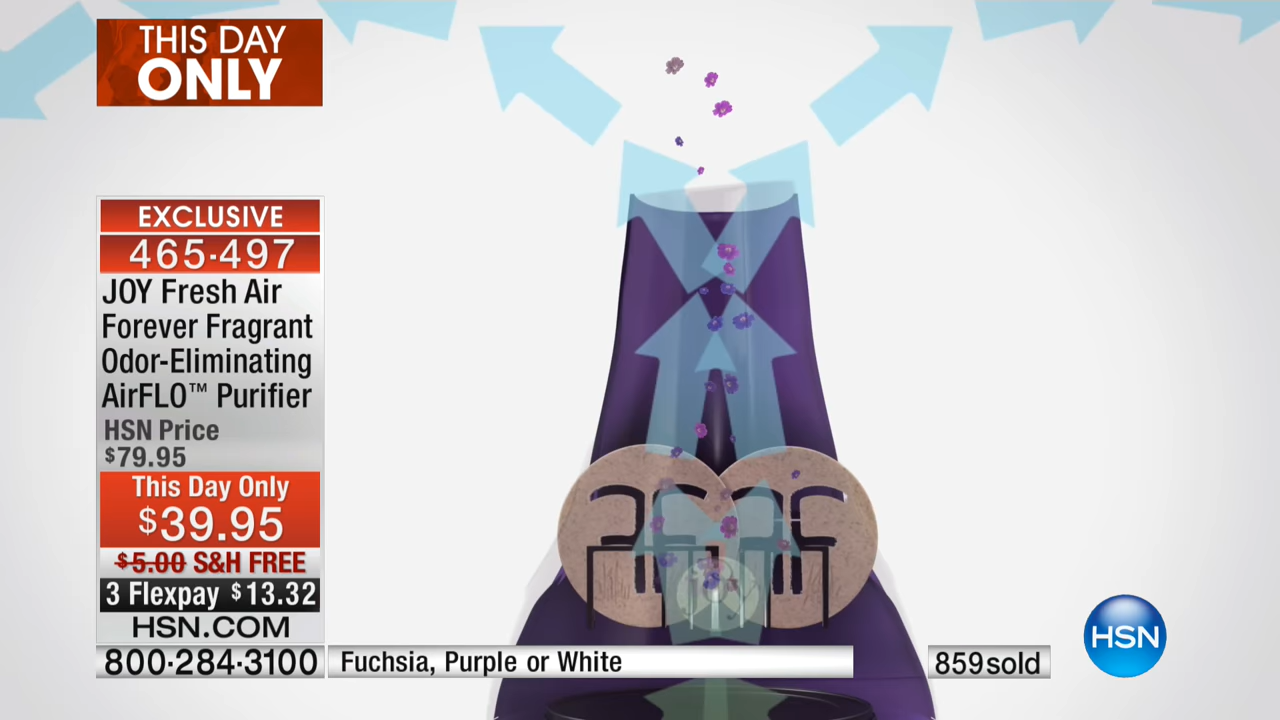 THIS DAY
ONLY
EXCLUSIVE
465·497
JOY Fresh Air
Forever Fragrant
Odor-Eliminating
AirFLO™ Purifier
HSN Price
$79.95
This Day Only
$39.95
$5.00 S&H FREE
3 Flexpay $13.32
HSN.COM
800·284·3100
Fuchsia, Purple or White
859 sold
HSN